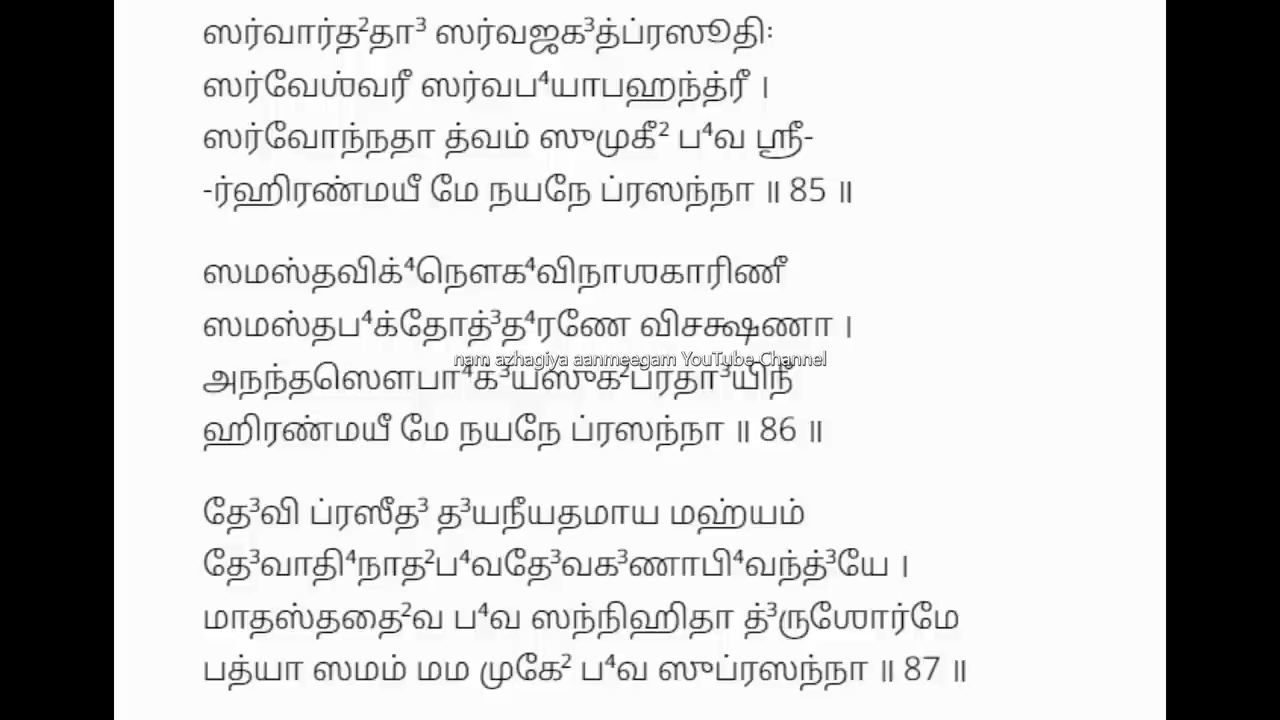 ஸர்வார்த²தா³ ஸர்வஜக³த்ப்ரஸூதி꞉
ஸர்வேஶ்வரீ ஸர்வப⁴யாபஹந்த்ரீ |
ஸர்வோந்நதா த்வம் ஸுமுகீ² ப⁴வ ஶ்ரீ-
-ர்ஹிரண்மயீ மே நயநே ப்ரஸந்நா || 85 ||
ஸமஸ்தவிக்⁴நௌக⁴விநாஶகாரிணீ
ஸமஸ்தப⁴க்தோத்³த⁴ரணே விசக்ஷணா |
nam azhagiya aanmeegam YouTube Channel
அநந்தஸௌபா⁴க்³யஸுக²ப்ரதா³யிநீ
ஹிரண்மயீ மே நயநே ப்ரஸந்நா || 86 ||
தே³வி ப்ரஸீத³ த³யநீயதமாய மஹ்யம்
தே³வாதி⁴நாத²ப⁴வதே³வக³ணாபி⁴வந்த்³யே |
மாதஸ்ததை²வ ப⁴வ ஸந்நிஹிதா த்³ருஶோர்மே
பத்யா ஸமம் மம முகே² ப⁴வ ஸுப்ரஸந்நா || 87 ||